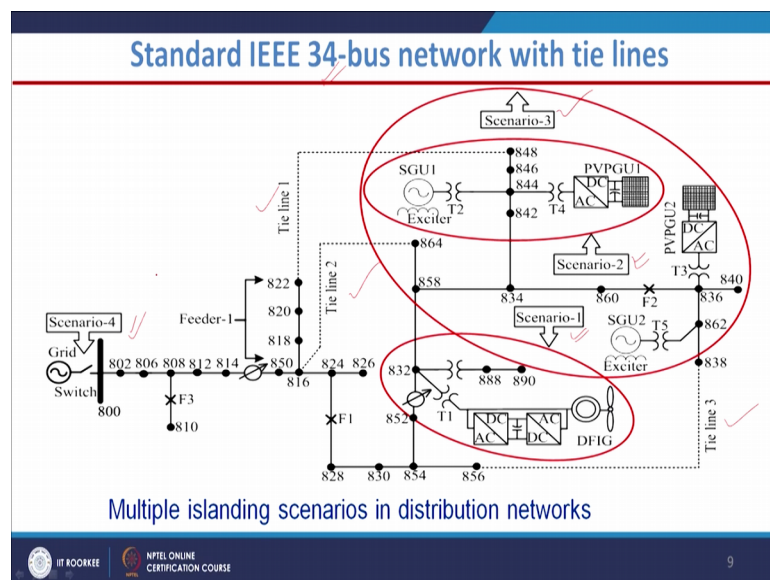 Standard IEEE 34-bus network with tie lines
Scenario-3
848
846
SGU1
844
PVPGU1
DC
AC
T2
T4
Exciter
842
PVPGU2
DC
AC
Tie line 1
Tie line 2
864
Scenario-2
T3
822
858
834
860
F2
836
840
820
Feeder-1
818
Scenario-1
SGU2
T5
862
Exciter
Scenario-4
Grid
802 806 808 812 814
850
816
824 826
832
888 890
838
Switch
800
F3
810
F1
852
T1
DC
AC
AC
DC
DFIG
Tie line 3
828 830 854 856
Multiple islanding scenarios in distribution networks
IIT ROORKEE
NPTEL ONLINE
CERTIFICATION COURSE
9